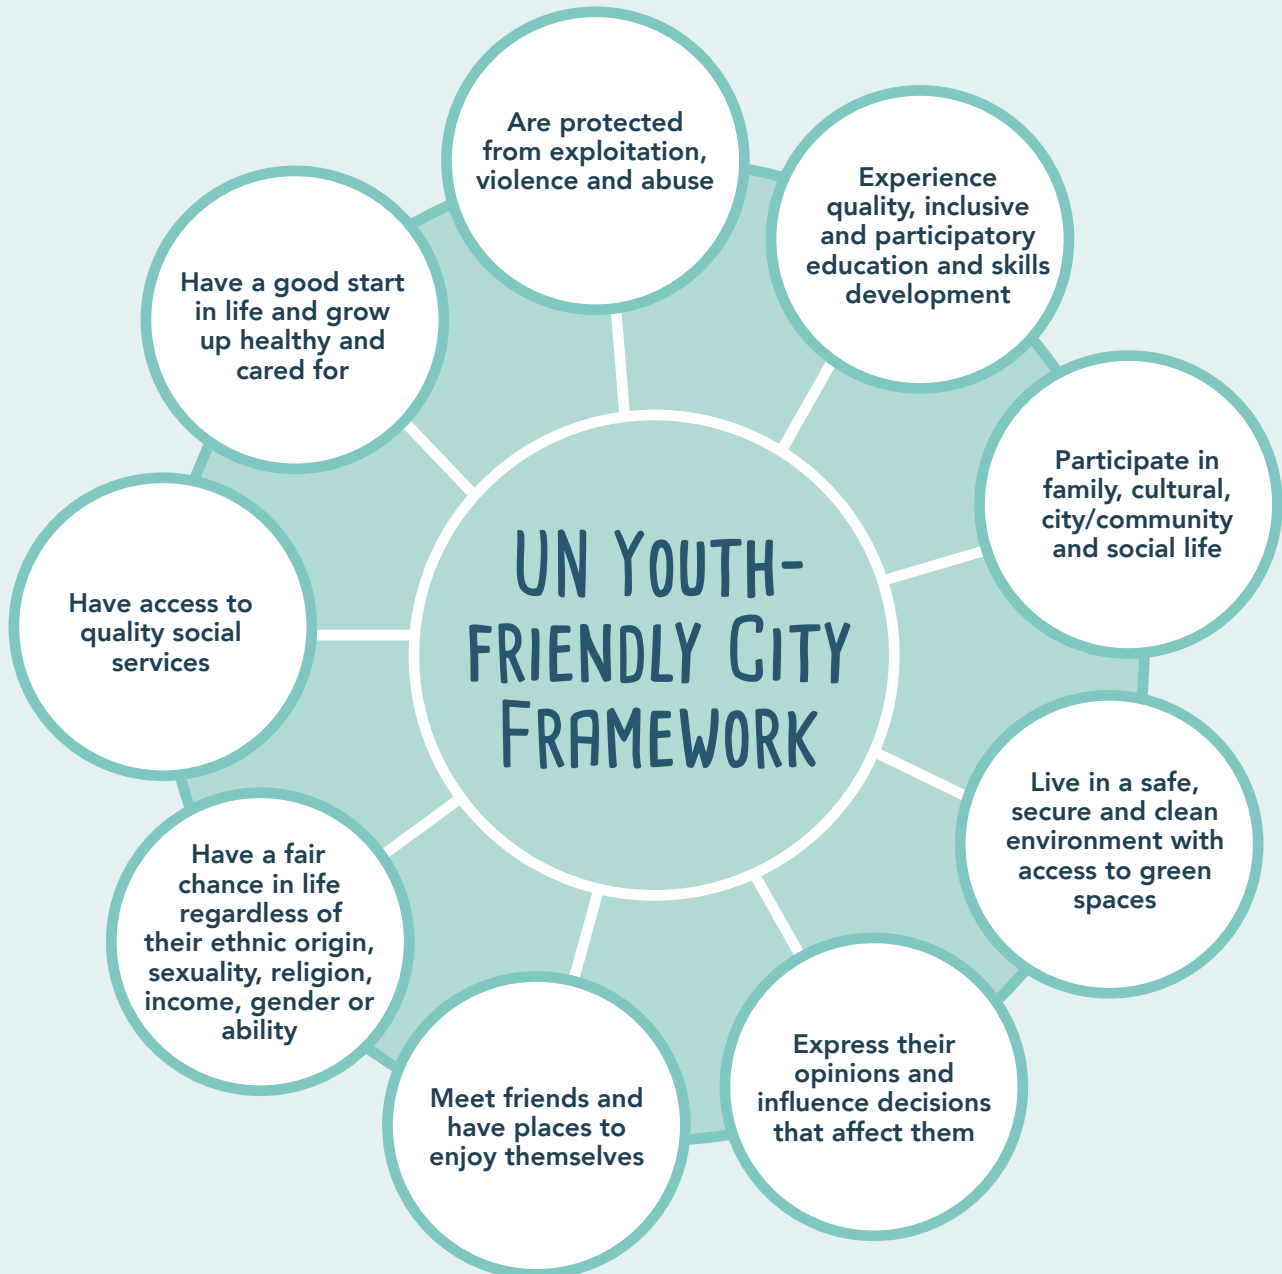 Are protected
from exploitation,
violence and abuse
Experience
quality, inclusive
and participatory
education and skills
development
Participate in
family, cultural,
city/community
and social life
Live in a safe,
secure and clean
environment with
access to green
spaces
Express their
opinions and
influence decisions
that affect them
Meet friends and
have places to
enjoy themselves
Have a fair
chance in life
regardless of
their ethnic origin,
sexuality, religion,
income, gender or
ability
Have access to
quality social
services
Have a good start
in life and grow
up healthy and
cared for
UN Youth-
friendly City
Framework